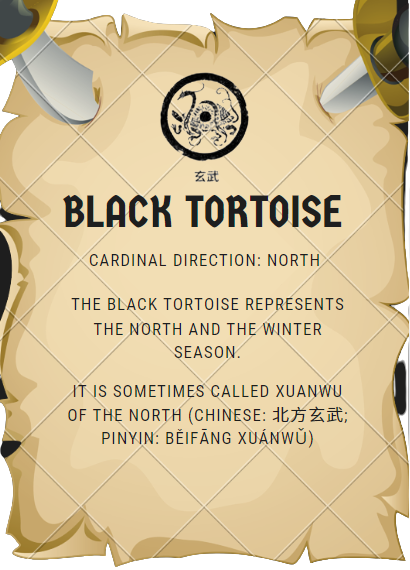 玄武
BLACK TORTOISE
CARDINAL DIRECTION: NORTH
THE BLACK TORTOISE REPRESENTS
THE NORTH AND THE WINTER
SEASON.
IT IS SOMETIMES CALLED XUANWU
OF THE NORTH (CHINESE: 北方玄武;
PINYIN: BĚIFĀNG XUÁNWǓ)